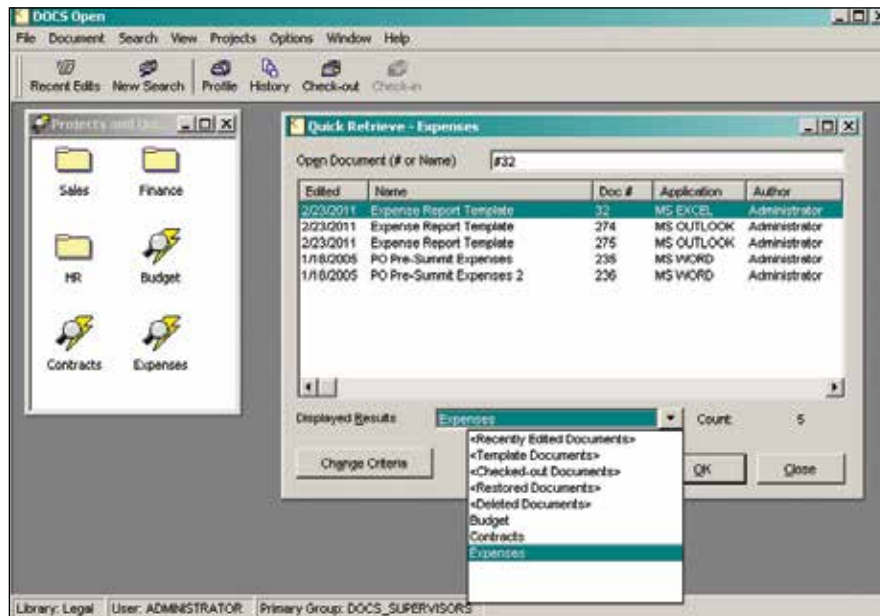 DOCS Open
File Document Search View Projects Options Window Help
Recent Edits New Search Profile History Check-out Check-in
Projects and
Sales Finance
HR Budget
Contracts Expenses
Quick Retrieve - Expenses
Open Document (# or Name) #32
Edited Name Doc # Application Author
2/23/2011 Expense Report Template 32 MS EXCEL Administrator
2/23/2011 Expense Report Template 274 MS OUTLOOK Administrator
2/23/2011 Expense Report Template 275 MS OUTLOOK Administrator
1/18/2005 PO Pre-Summit Expenses 235 MS WORD Administrator
1/18/2005 PO Pre-Summit Expenses 2 236 MS WORD Administrator
Displayed Results Expenses Count: 5
<Recently Edited Documents>
<Template Documents>
<Checked-out Documents>
<Restored Documents>
<Deleted Documents>
Budget
Contracts
Expenses
Change Criteria OK Close
Library: Legal User: ADMINISTRATOR Primary Group: DOCS_SUPERVISORS